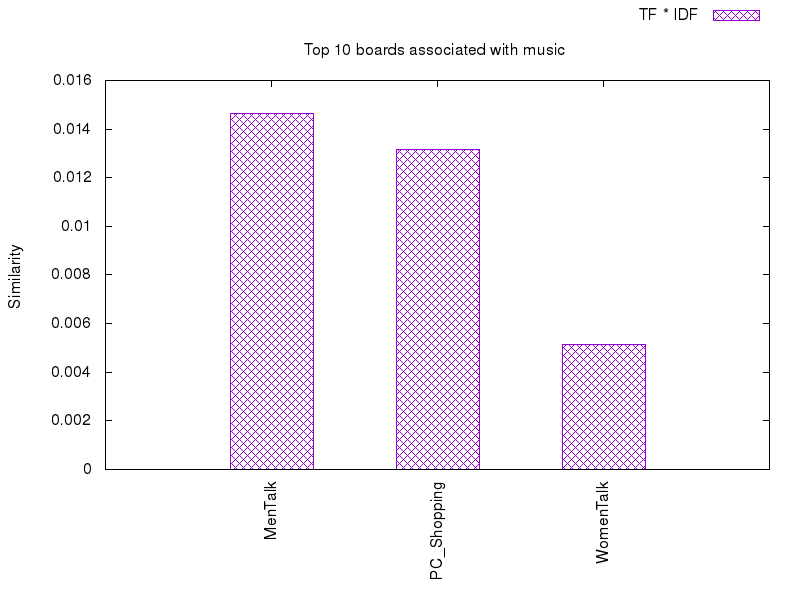 TF * IDF
Top 10 boards associated with music
0.016
0.014
0.012
0.01
0.008
0.006
0.004
0.002
0
Similarity
MenTalk
PC_Shopping
WomenTalk